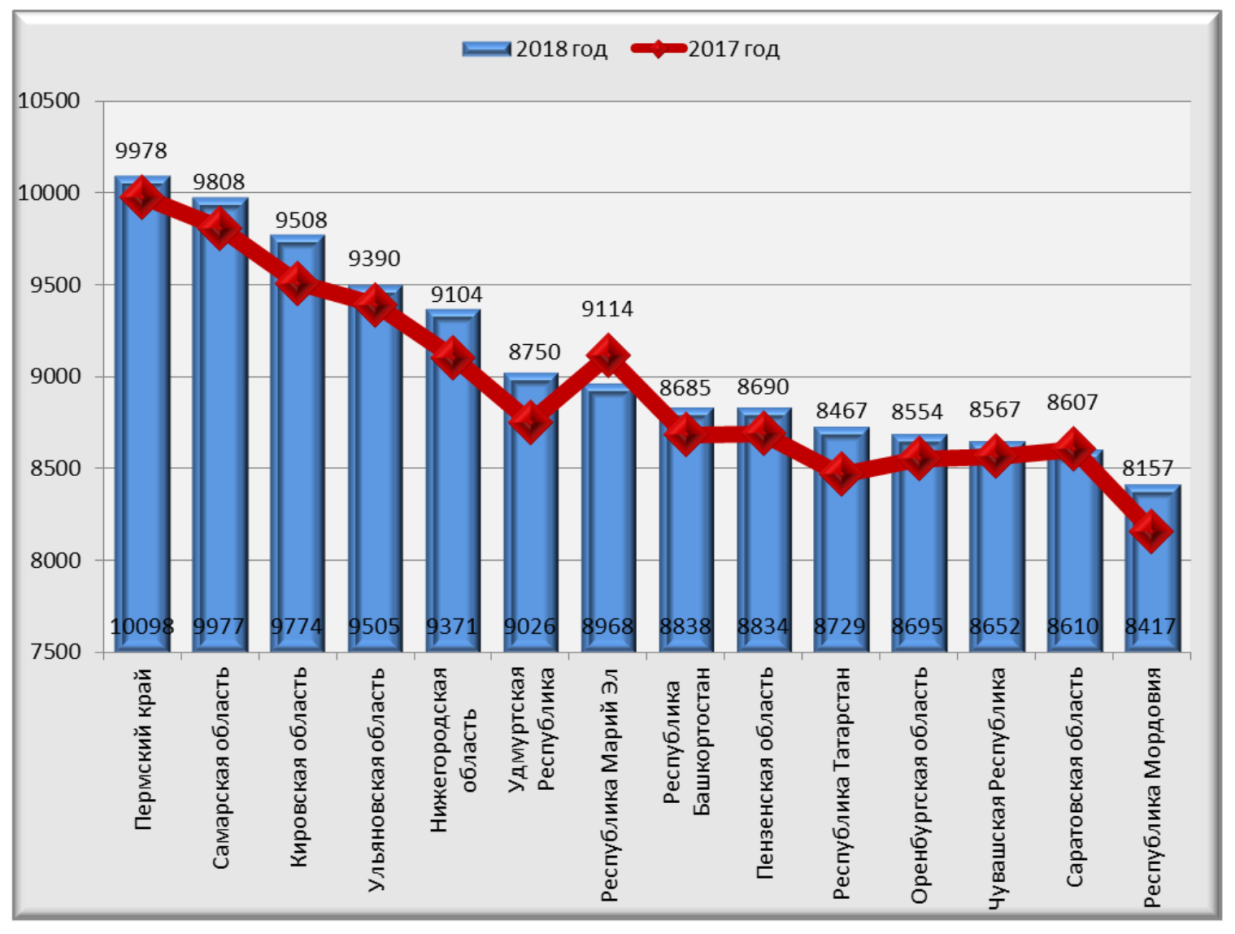 2018 год 2017 год
10500
10000
9500
9000
8500
8000
7500
9978
9808
9508
9390
9104
8750
9114
8685
8690
8467
8554
8567
8607
8157
10098
9977
9774
9505
9371
9026
8968
8838
8834
8729
8695
8652
8610
8417
Пермский край
Самарская область
Кировская область
Ульяновская область
Нижегородская
область
Удмуртская
Республика
Республика Марий Эл
Республика
Башкортостан
Пензенская область
Республика Татарстан
Оренбургская область
Чувашская Республика
Саратовская область
Республика Мордовия